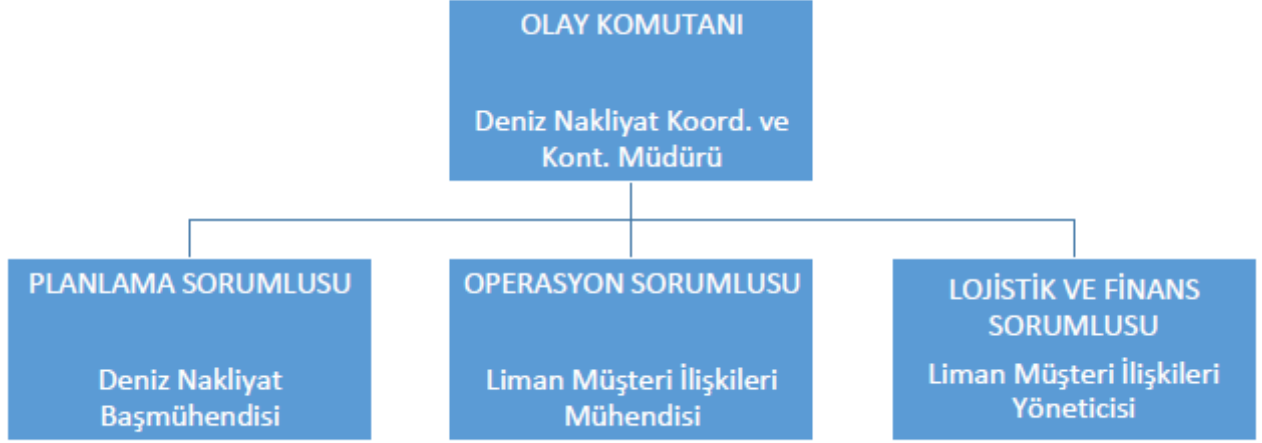 OLAY KOMUTANI
Deniz Nakliyat Koord. ve
Kont. Müdürü
PLANLAMA SORUMLUSU
Deniz Nakliyat
Başmühendisi
OPERASYON SORUMLUSU
Liman Müşteri İlişkileri
Mühendisi
LOJİSTİK VE FİNANS
SORUMLUSU
Liman Müşteri İlişkileri
Yöneticisi